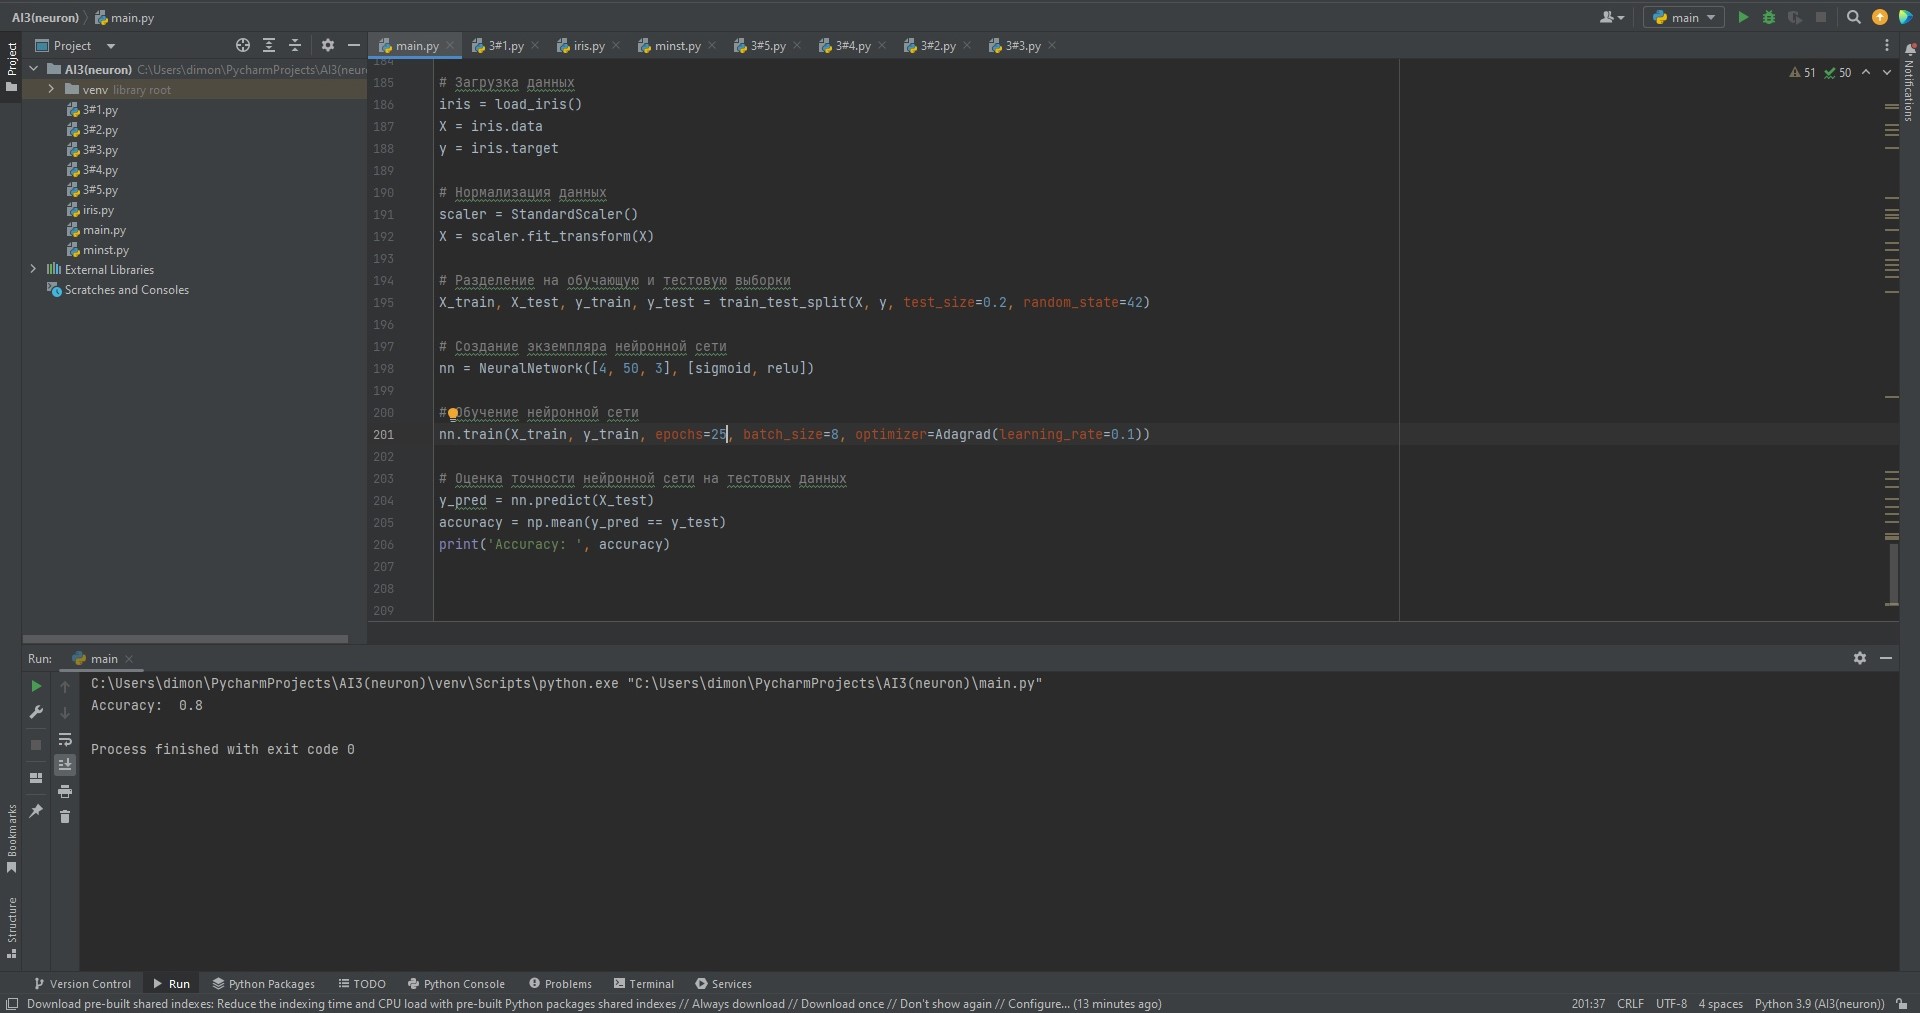 AI3(neuron) main.py
main
Project
main.py 3#1.py iris.py minst.py 3#5.py 3#4.py 3#2.py 3#3.py
Project
Notifications
AI3(neuron) C:\Users\dimon\PycharmProjects\AI3(neur
venv library root
3#1.py
3#2.py
3#3.py
3#4.py
3#5.py
iris.py
main.py
minst.py
External Libraries
Scratches and Consoles
51 50
184
185 # Загрузка данных
186 iris = load_iris()
187 X = iris.data
188 y = iris.target
189
190 # Нормализация данных
191 scaler = StandardScaler()
192 X = scaler.fit_transform(X)
193
194 # Разделение на обучающую и тестовую выборки
195 X_train, X_test, y_train, y_test = train_test_split(X, y, test_size=0.2, random_state=42)
196
197 # Создание экземпляра нейронной сети
198 nn = NeuralNetwork([4, 50, 3], [sigmoid, relu])
199
200 # Обучение нейронной сети
201 nn.train(X_train, y_train, epochs=25, batch_size=8, optimizer=Adagrad(learning_rate=0.1))
202
203 # Оценка точности нейронной сети на тестовых данных
204 y_pred = nn.predict(X_test)
205 accuracy = np.mean(y_pred == y_test)
206 print('Accuracy: ', accuracy)
207
208
209
Run: main
C:\Users\dimon\PycharmProjects\AI3(neuron)\venv\Scripts\python.exe "C:\Users\dimon\PycharmProjects\AI3(neuron)\main.py"
Accuracy:  0.8
Process finished with exit code 0
Bookmarks
Structure
Version Control Run Python Packages TODO Python Console Problems Terminal Services
Download pre-built shared indexes: Reduce the indexing time and CPU load with pre-built Python packages shared indexes // Always download // Download once // Don't show again // Configure... (13 minutes ago) 201:37 CRLF UTF-8 4 spaces Python 3.9 (AI3(neuron))